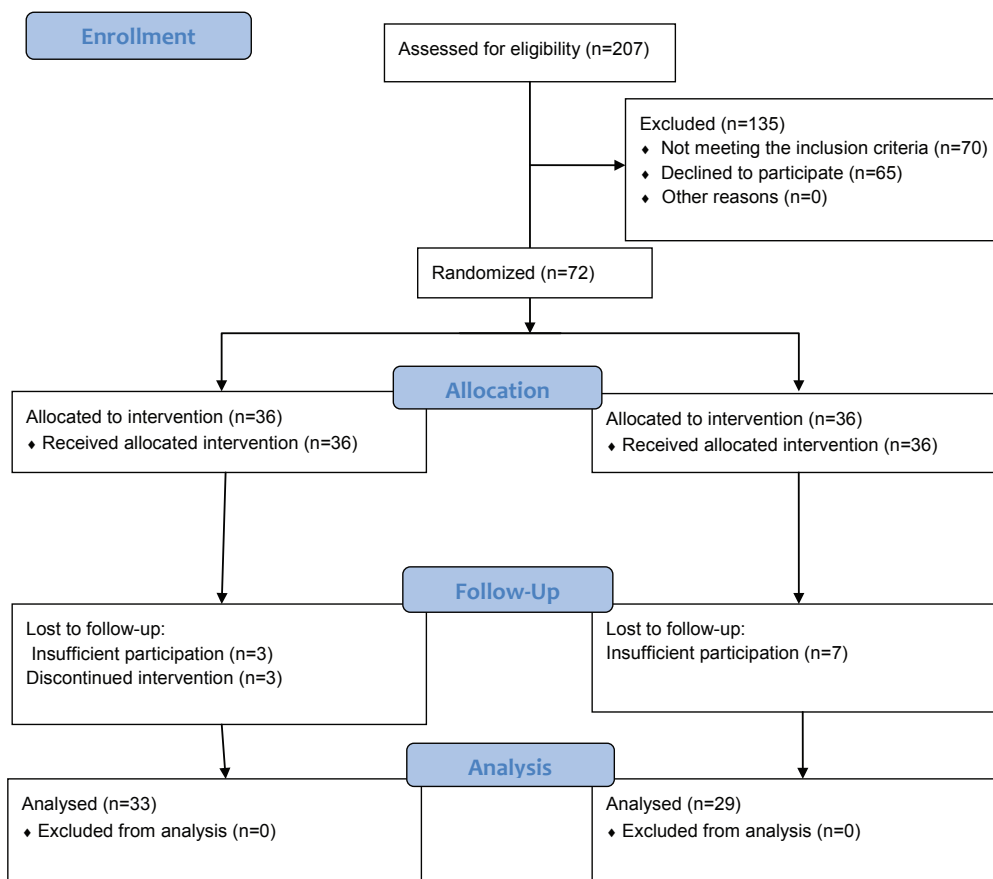 Enrollment
Assessed for eligibility (n=207)
Excluded (n=135)
♦ Not meeting the inclusion criteria (n=70)
♦ Declined to participate (n=65)
♦ Other reasons (n=0)
Randomized (n=72)
Allocation
Allocated to intervention (n=36)
♦ Received allocated intervention (n=36)
Allocated to intervention (n=36)
♦ Received allocated intervention (n=36)
Follow-Up
Lost to follow-up:
Insufficient participation (n=3)
Discontinued intervention (n=3)
Lost to follow-up:
Insufficient participation (n=7)
Analysis
Analysed (n=33)
♦ Excluded from analysis (n=0)
Analysed (n=29)
♦ Excluded from analysis (n=0)